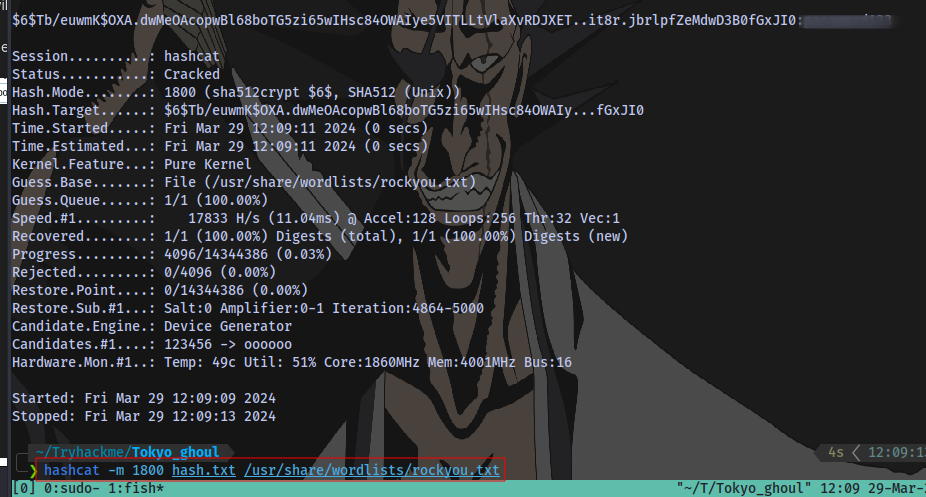 $6$Tb/euwmK$OXA.dwMeOAcopwBl68boTG5zi65wIHsc84OWAIye5VITLLtVlaXvRDJXET..it8r.jbrlpfZeMdwD3B0fGxJI0:
Session..........: hashcat
Status...........: Cracked
Hash.Mode........: 1800 (sha512crypt $6$, SHA512 (Unix))
Hash.Target......: $6$Tb/euwmK$OXA.dwMeOAcopwBl68boTG5zi65wIHsc84OWAIy...fGxJI0
Time.Started.....: Fri Mar 29 12:09:11 2024 (0 secs)
Time.Estimated...: Fri Mar 29 12:09:11 2024 (0 secs)
Kernel.Feature...: Pure Kernel
Guess.Base.......: File (/usr/share/wordlists/rockyou.txt)
Guess.Queue......: 1/1 (100.00%)
Speed.#1.........:    17833 H/s (11.04ms) @ Accel:128 Loops:256 Thr:32 Vec:1
Recovered........: 1/1 (100.00%) Digests (total), 1/1 (100.00%) Digests (new)
Progress.........: 4096/14344386 (0.03%)
Rejected.........: 0/4096 (0.00%)
Restore.Point....: 0/14344386 (0.00%)
Restore.Sub.#1...: Salt:0 Amplifier:0-1 Iteration:4864-5000
Candidate.Engine.: Device Generator
Candidates.#1....: 123456 -> oooooo
Hardware.Mon.#1..: Temp: 49c Util: 51% Core:1860MHz Mem:4001MHz Bus:16
Started: Fri Mar 29 12:09:09 2024
Stopped: Fri Mar 29 12:09:13 2024
~/Tryhackme/Tokyo_ghoul 4s 12:09:1
hashcat -m 1800 hash.txt /usr/share/wordlists/rockyou.txt
[0] 0:sudo- 1:fish* "~/T/Tokyo_ghoul" 12:09 29-Mar-